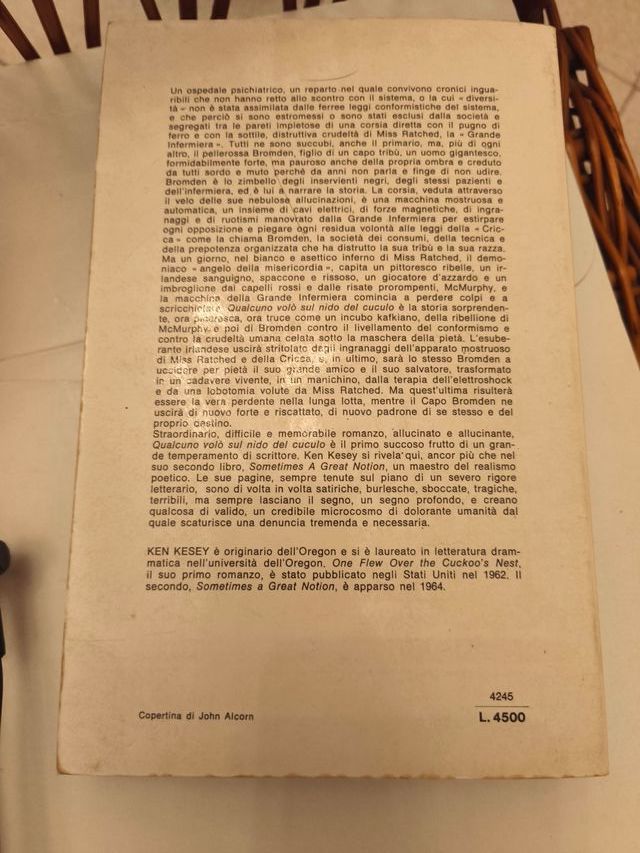 Un ospedale psichiatrico, un reparto nel quale convivono cronici ingua-
ribili che non hanno retto allo scontro con il sistema, o la cui « diversi-
tà » non è stata assimilata dalle ferree leggi conformistiche del sistema,
e che perciò si sono estromessi o sono stati esclusi dalla società e
segregati tra le pareti impietose di una corsia diretta con il pugno di
ferro e con la sottile, distruttiva crudeltà di Miss Ratched, la « Grande
Infermiera ». Tutti ne sono succubi, anche il primario, ma, più di ogni
altro, il pellerossa Bromden, figlio di un capo tribù, un uomo gigantesco,
formidabilmente forte, ma pauroso anche della propria ombra e creduto
da tutti sordo e muto perché da anni non parla e finge di non udire.
Bromden è lo zimbello degli inservienti negri, degli stessi pazienti e
dell'infermiera, ed è lui a narrare la storia. La corsia, veduta attraverso
il velo delle sue nebulose allucinazioni, è una macchina mostruosa e
automatica, un insieme di cavi elettrici, di forze magnetiche, di ingra-
naggi e di ruotismi manovrato dalla Grande Infermiera per estirpare
ogni opposizione e piegare ogni residua volontà alle leggi della « Cric-
ca » come la chiama Bromden, la società dei consumi, della tecnica e
della prepotenza organizzata che ha distrutto la sua tribù e la sua razza.
Ma un giorno, nel bianco e asettico inferno di Miss Ratched, il demo-
niaco « angelo della misericordia », capita un pittoresco ribelle, un ir-
landese sanguigno, spaccone e rissoso, un giocatore d'azzardo e un
imbroglione dai capelli rossi e dalle risate prorompenti, McMurphy, e
la macchina della Grande Infermiera comincia a perdere colpi e a
scricchiolare. Qualcuno volò sul nido del cuculo è la storia sorprenden-
te, ora pittoresca, ora truce come un incubo kafkiano, della ribellione di
McMurphy e poi di Bromden contro il livellamento del conformismo e
contro la crudeltà umana celata sotto la maschera della pietà. L'esube-
rante irlandese uscirà stritolato dagli ingranaggi dell'apparato mostruoso
di Miss Ratched e della Cricca, e, in ultimo, sarà lo stesso Bromden a
uccidere per pietà il suo grande amico e il suo salvatore, trasformato
in un cadavere vivente, in un manichino, dalla terapia dell'elettroshock
e da una lobotomia volute da Miss Ratched. Ma quest'ultima risulterà
essere la vera perdente nella lunga lotta, mentre il Capo Bromden ne
uscirà di nuovo forte e riscattato, di nuovo padrone di se stesso e del
proprio destino.
Straordinario, difficile e memorabile romanzo, allucinato e allucinante,
Qualcuno volò sul nido del cuculo è il primo succoso frutto di un gran-
de temperamento di scrittore. Ken Kesey si rivela qui, ancor più che nel
suo secondo libro, Sometimes A Great Notion, un maestro del realismo
poetico. Le sue pagine, sempre tenute sul piano di un severo rigore
letterario, sono di volta in volta satiriche, burlesche, sboccate, tragiche,
terribili, ma sempre lasciano il segno, un segno profondo, e creano
qualcosa di valido, un credibile microcosmo di dolorante umanità dal
quale scaturisce una denuncia tremenda e necessaria.
KEN KESEY è originario dell'Oregon e si è laureato in letteratura dram-
matica nell'università dell'Oregon. One Flew Over the Cuckoo's Nest,
il suo primo romanzo, è stato pubblicato negli Stati Uniti nel 1962. Il
secondo, Sometimes a Great Notion, è apparso nel 1964.
Copertina di John Alcorn
4245
L. 4500